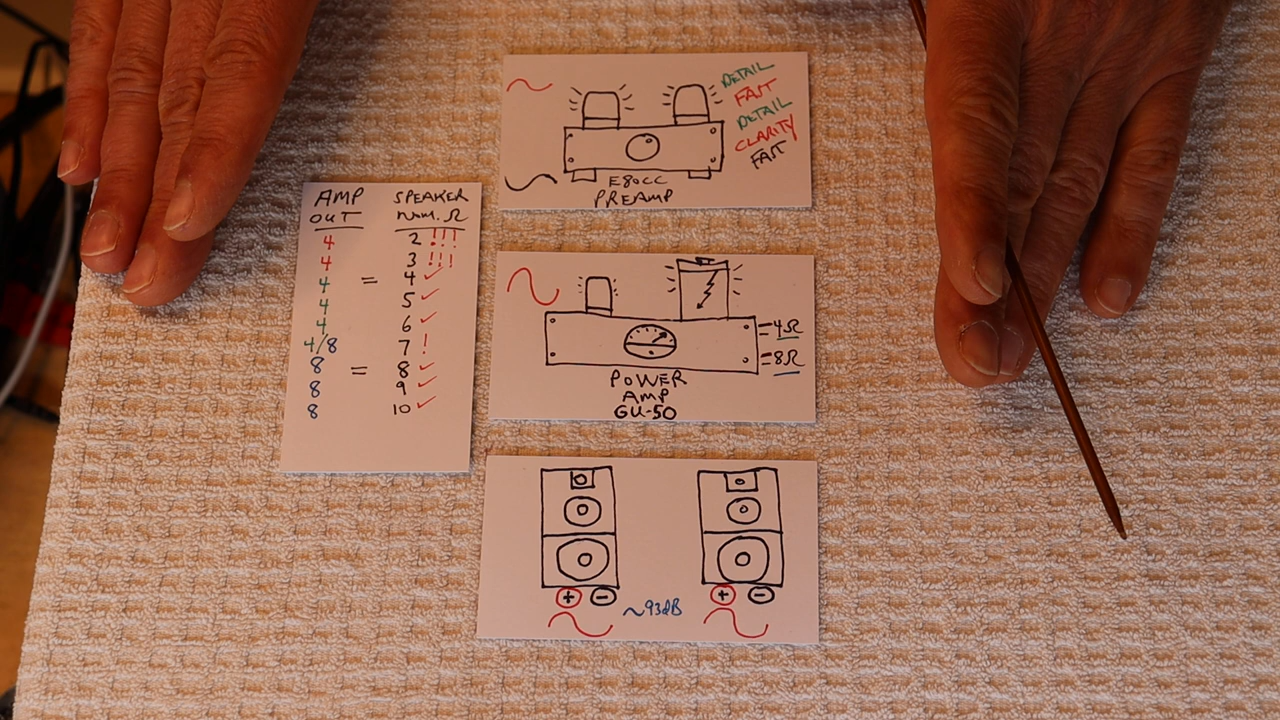 AMP SPEAKER
OUT NOM. Ω
4 2 !!!
4 3 !!!
4 = 4 ✓
4 5 ✓
4 6 ✓
4/8 7 !
8 = 8 ✓
8 9 ✓
8 10 ✓
DETAIL
FAST
DETAIL
CLARITY
FAST
E80CC
PREAMP
4Ω
8Ω
POWER
AMP
GU-50
+ − ~93dB + −